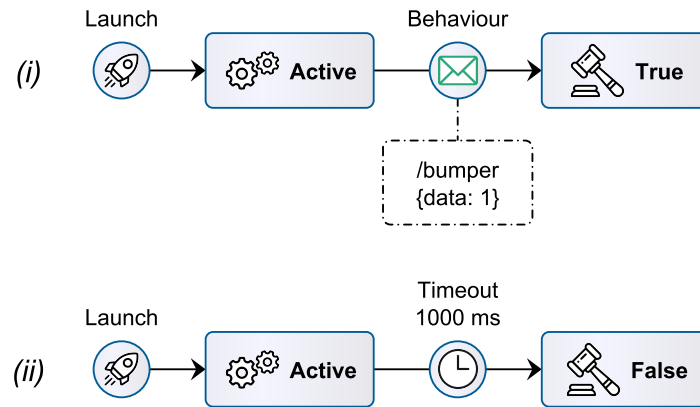 Launch
Behaviour
(i)
Active
True
/bumper
{data: 1}
Timeout
1000 ms
Launch
(ii)
Active
False